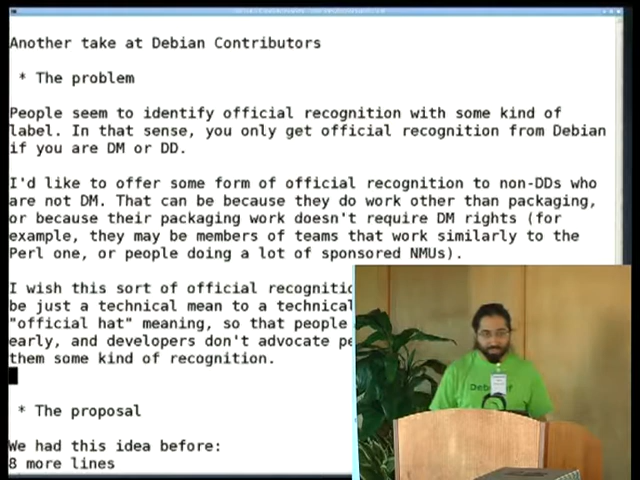 Another take at Debian Contributors
* The problem
People seem to identify official recognition with some kind of
label. In that sense, you only get official recognition from Debian
if you are DM or DD.
I'd like to offer some form of official recognition to non-DDs who
are not DM. That can be because they do work other than packaging,
or because their packaging work doesn't require DM rights (for
example, they may be members of teams that work similarly to the
Perl one, or people doing a lot of sponsored NMUs).
I wish this sort of official
be just a technical mean to a technical
"official hat" meaning, so that people
early, and developers don't advocate
them some kind of recognition.
* The proposal
We had this idea before:
8 more lines